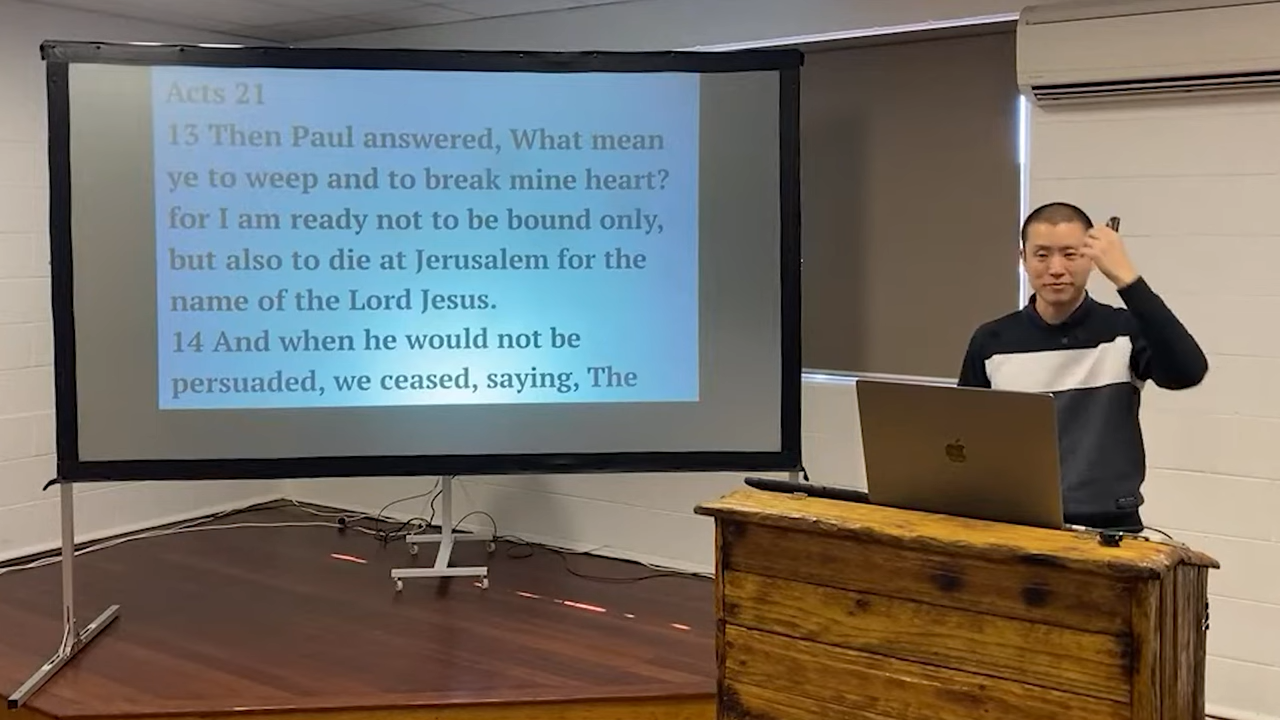 Acts 21
13 Then Paul answered, What mean
ye to weep and to break mine heart?
for I am ready not to be bound only,
but also to die at Jerusalem for the
name of the Lord Jesus.
14 And when he would not be
persuaded, we ceased, saying, The